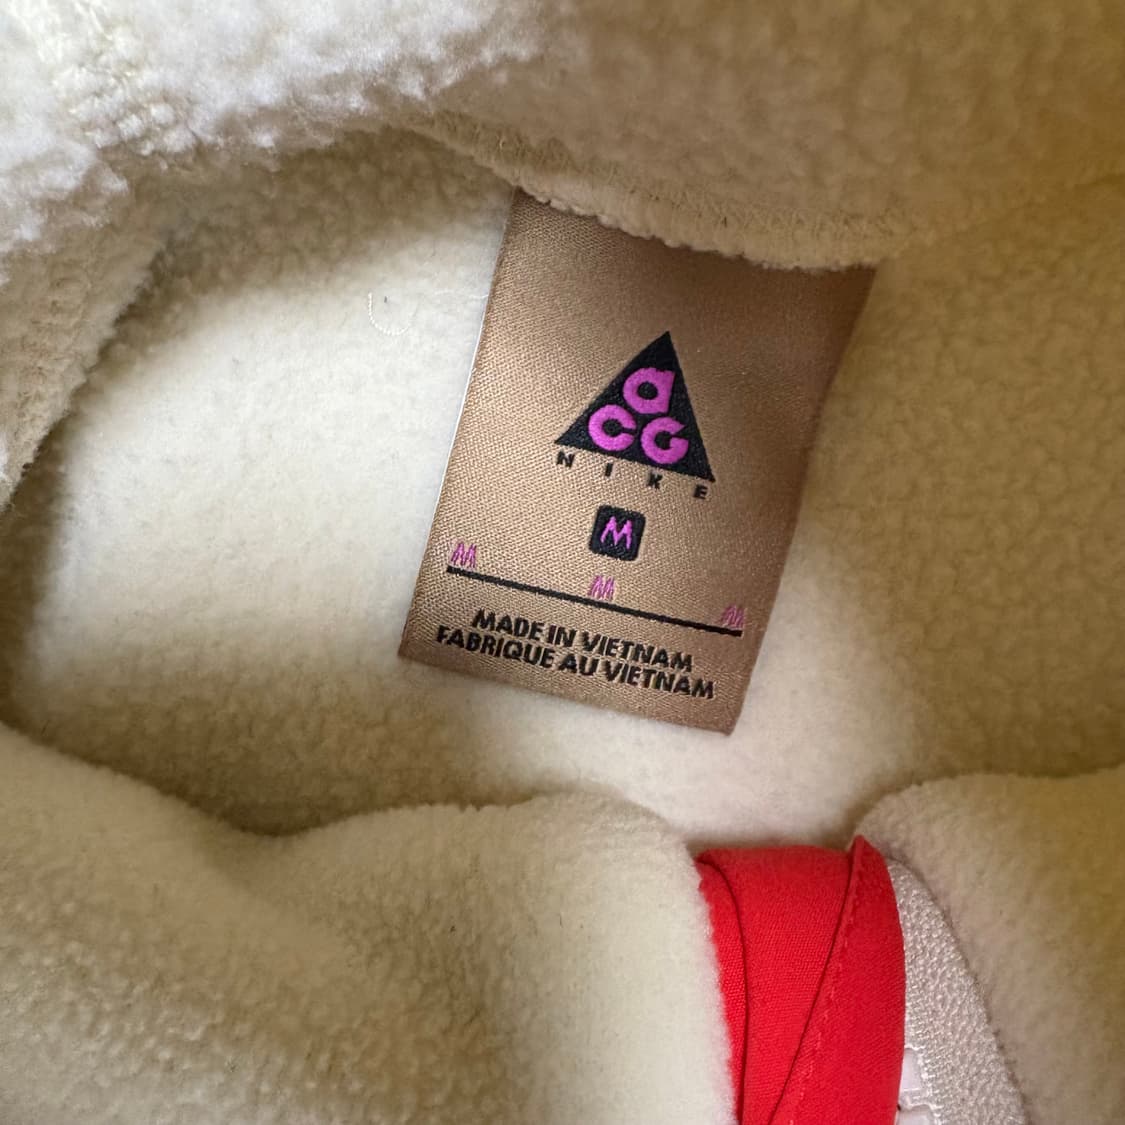 aCG
NIKE
M
M M M
MADE IN VIETNAM
FABRIQUE AU VIETNAM